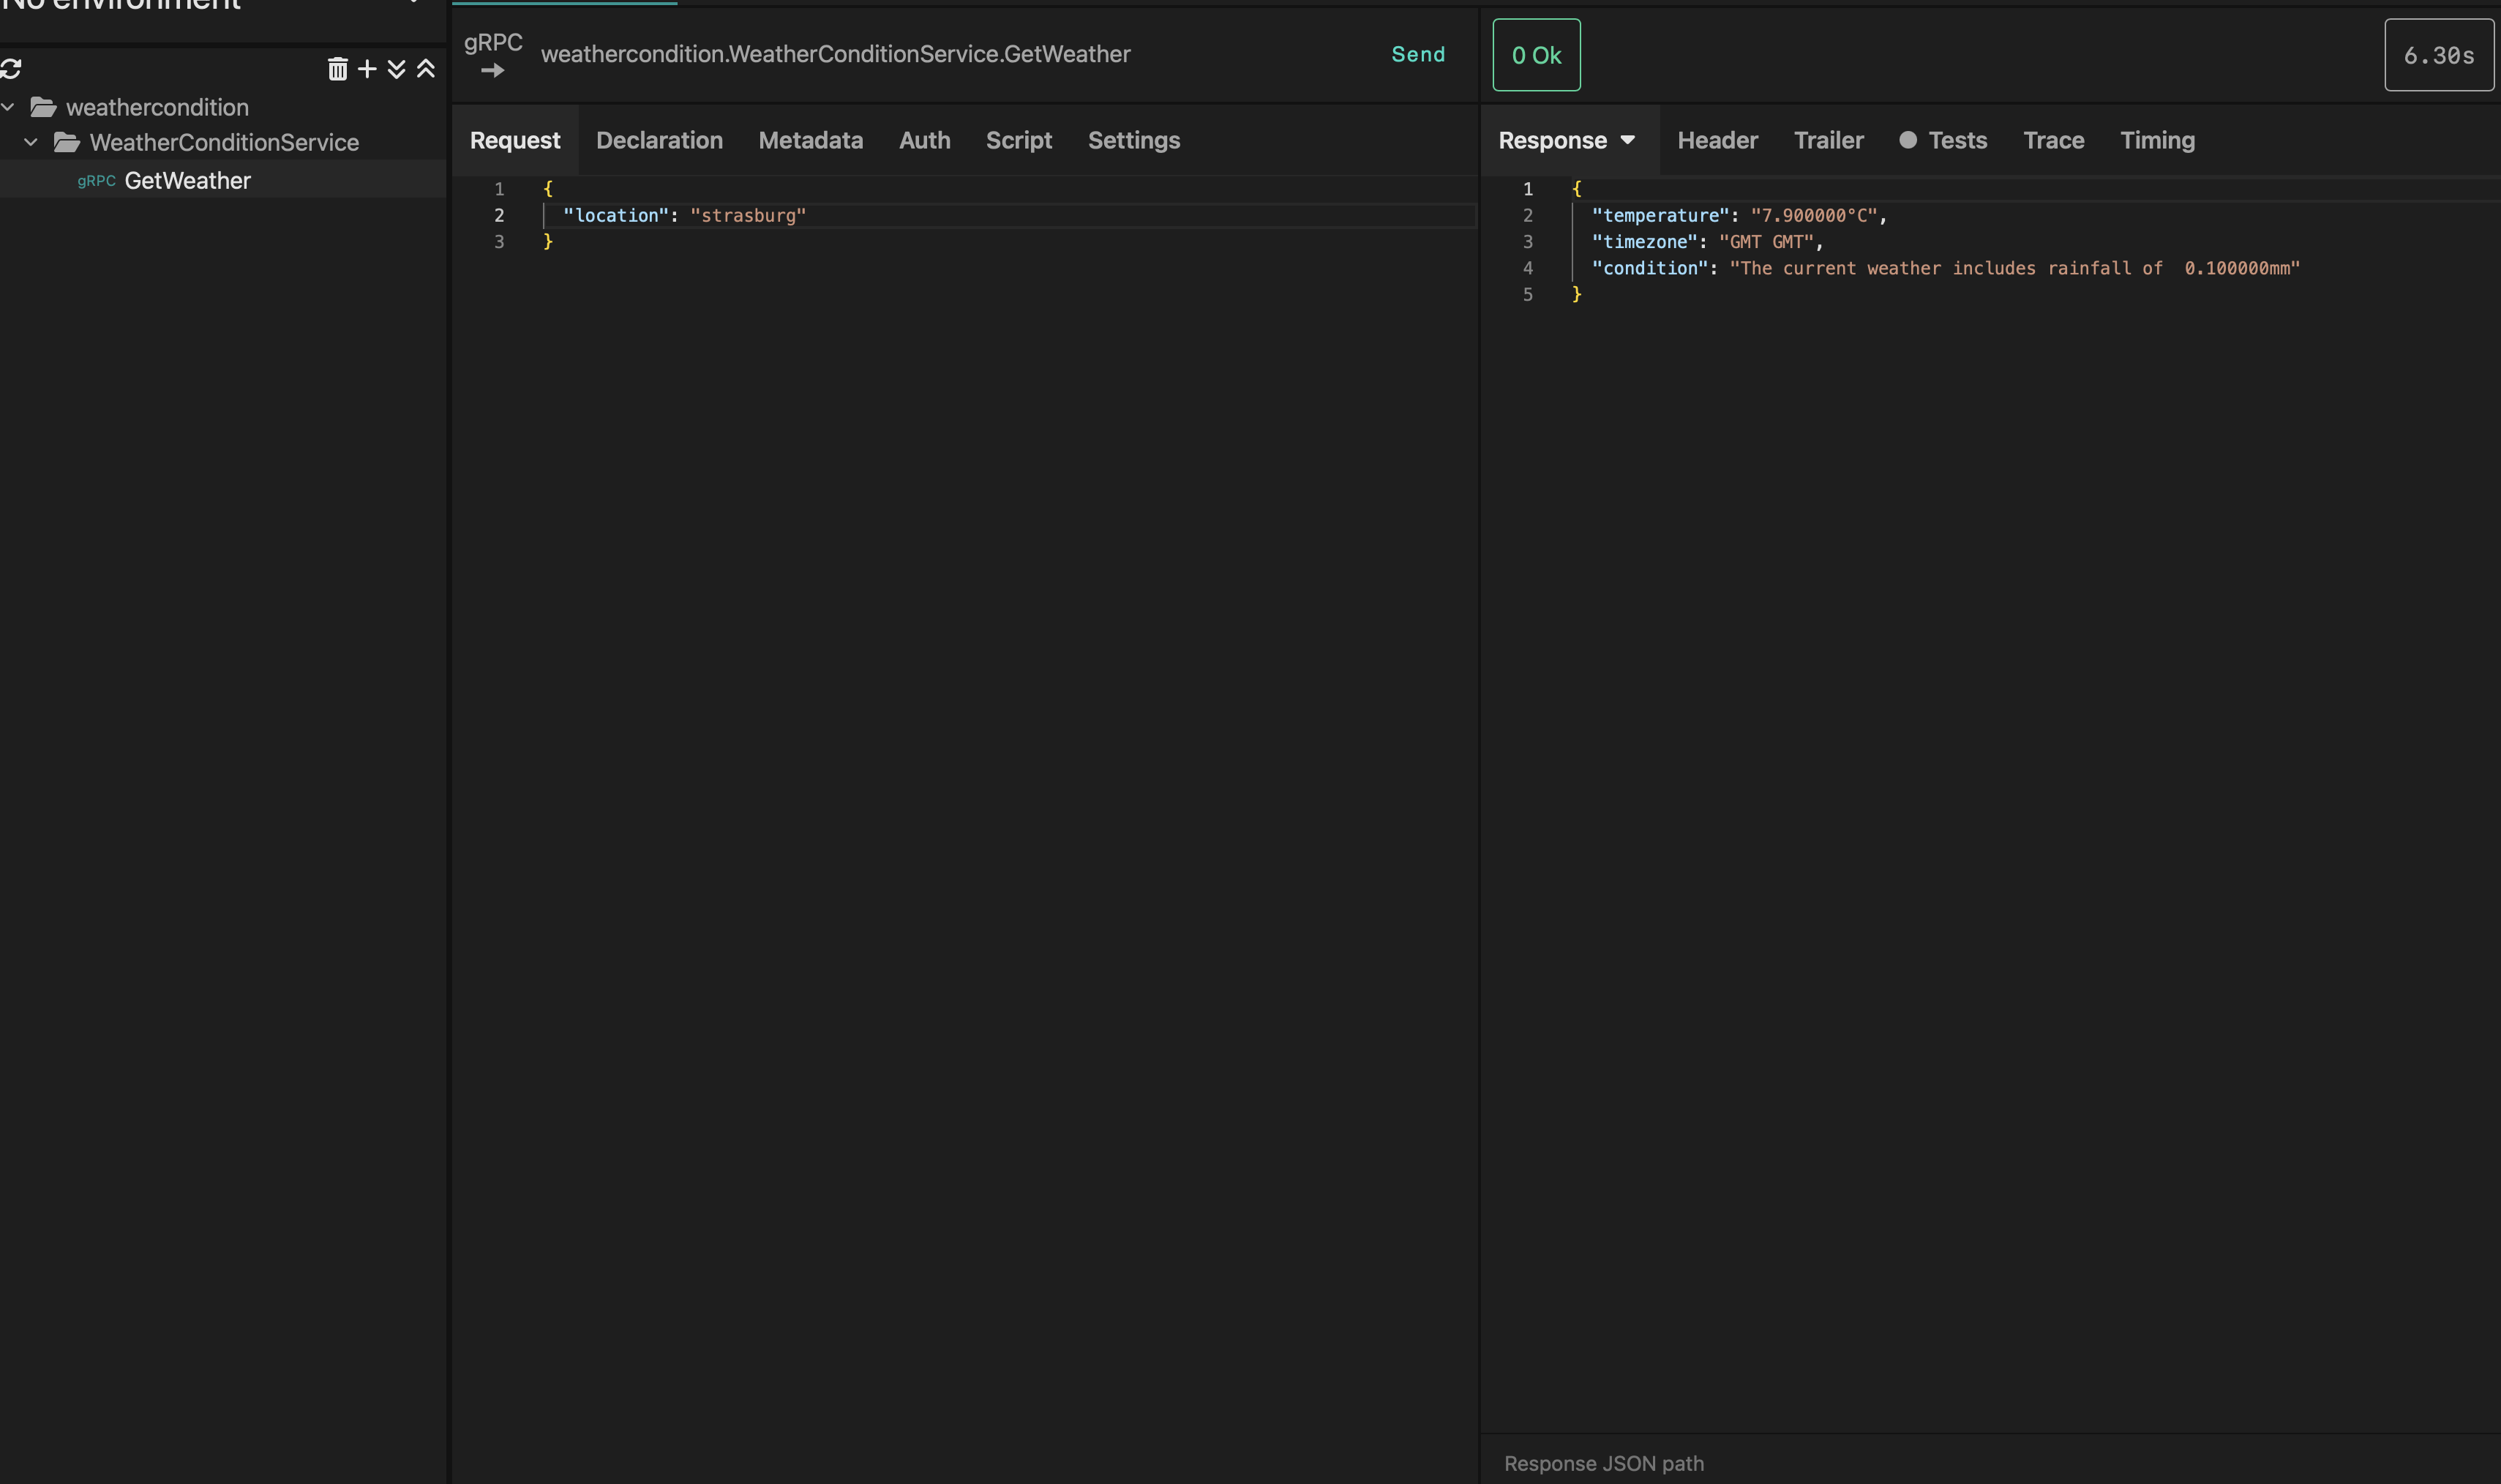 No environment
weathercondition
WeatherConditionService
gRPC GetWeather
gRPC
weathercondition.WeatherConditionService.GetWeather
Send
Request Declaration Metadata Auth Script Settings
1 {
2 "location": "strasburg"
3 }
0 Ok
6.30s
Response Header Trailer Tests Trace Timing
1 {
2 "temperature": "7.900000°C",
3 "timezone": "GMT GMT",
4 "condition": "The current weather includes rainfall of  0.100000mm"
5 }
Response JSON path